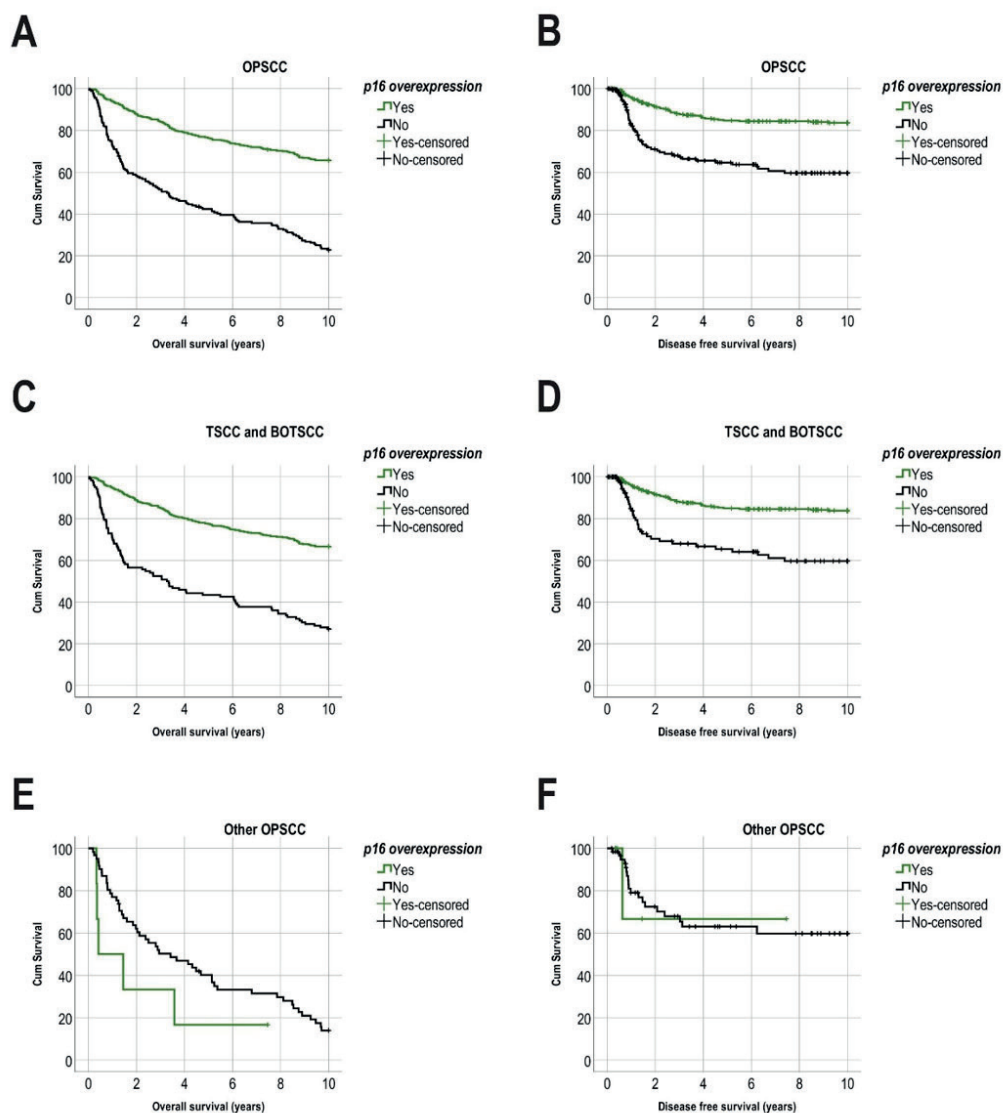 A
OPSCC
p16 overexpression
Yes
No
Yes-censored
No-censored
100
80
60
40
20
0
Cum Survival
0 2 4 6 8 10
Overall survival (years)
B
OPSCC
p16 overexpression
Yes
No
Yes-censored
No-censored
100
80
60
40
20
0
Cum Survival
0 2 4 6 8 10
Disease free survival (years)
C
TSCC and BOTSCC
p16 overexpression
Yes
No
Yes-censored
No-censored
100
80
60
40
20
0
Cum Survival
0 2 4 6 8 10
Overall survival (years)
D
TSCC and BOTSCC
p16 overexpression
Yes
No
Yes-censored
No-censored
100
80
60
40
20
0
Cum Survival
0 2 4 6 8 10
Disease free survival (years)
E
Other OPSCC
p16 overexpression
Yes
No
Yes-censored
No-censored
100
80
60
40
20
0
Cum Survival
0 2 4 6 8 10
Overall survival (years)
F
Other OPSCC
p16 overexpression
Yes
No
Yes-censored
No-censored
100
80
60
40
20
0
Cum Survival
0 2 4 6 8 10
Disease free survival (years)